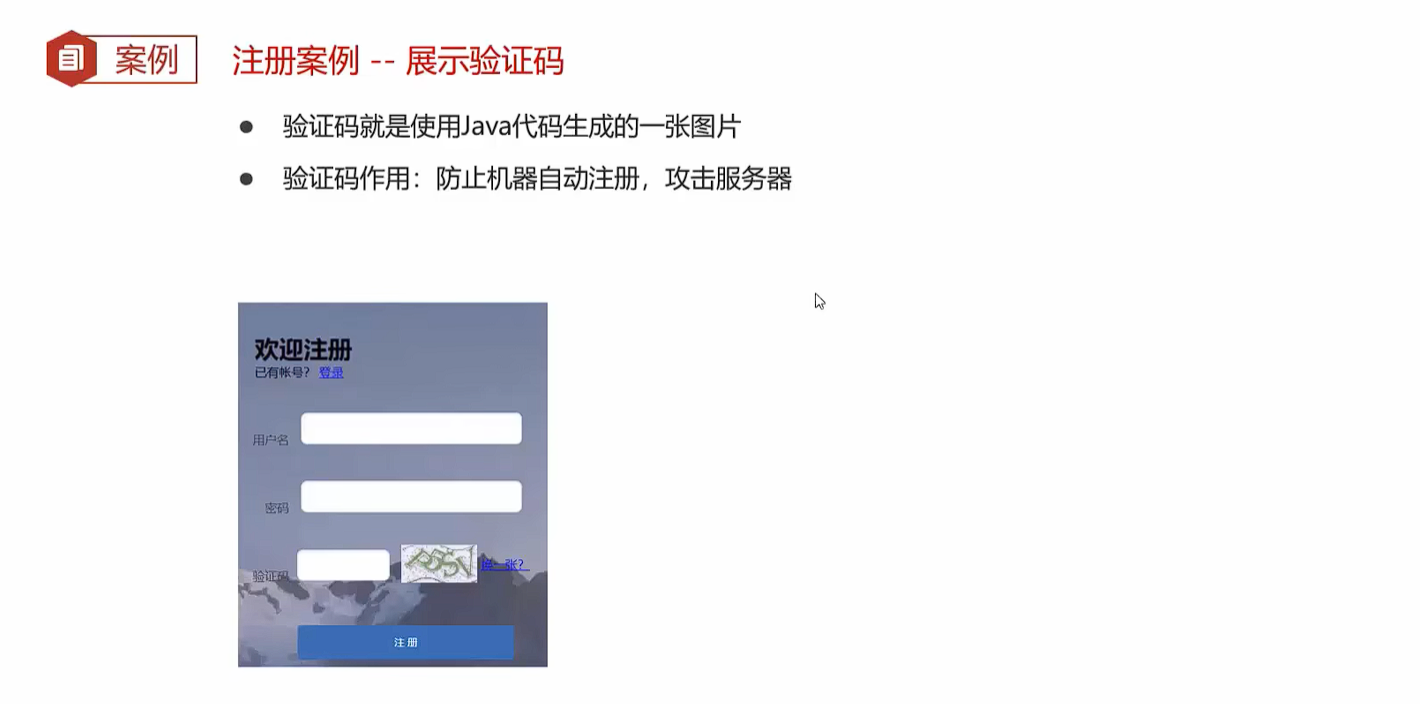 案例
注册案例 -- 展示验证码
● 验证码就是使用Java代码生成的一张图片
● 验证码作用：防止机器自动注册，攻击服务器
欢迎注册
已有帐号？ 登录
用户名
密码
验证码
换一张？
注 册